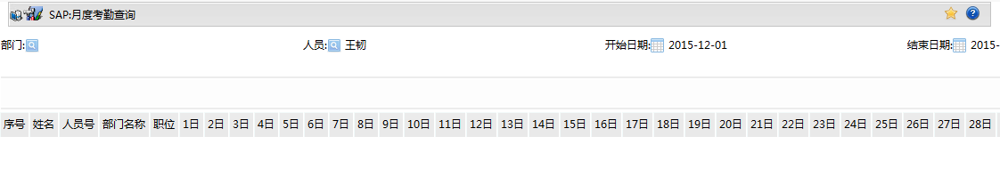 SAP:月度考勤查询
部门: 人员: 王韧 开始日期: 2015-12-01 结束日期: 2015-
序号 姓名 人员号 部门名称 职位 1日 2日 3日 4日 5日 6日 7日 8日 9日 10日 11日 12日 13日 14日 15日 16日 17日 18日 19日 20日 21日 22日 23日 24日 25日 26日 27日 28日